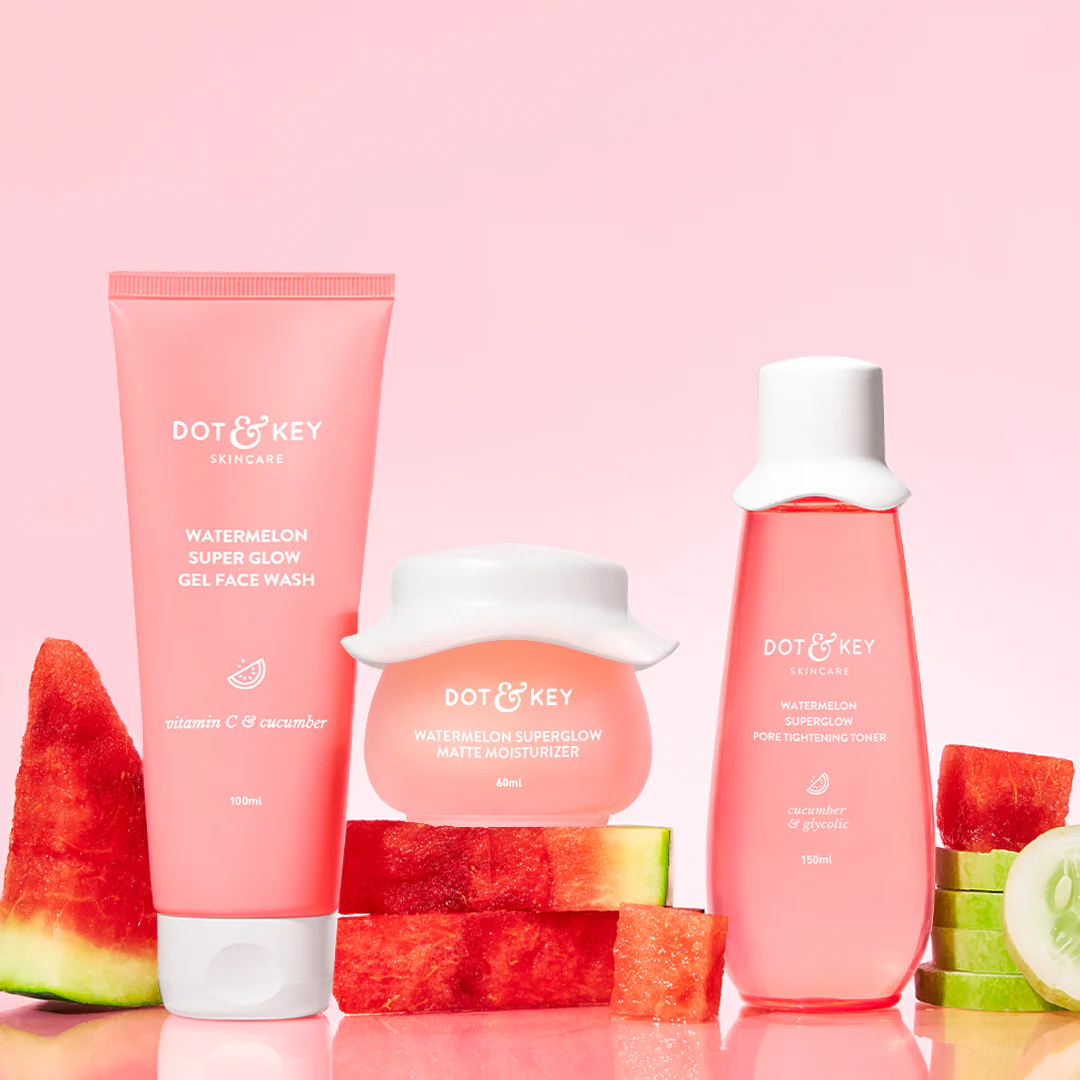 DOT & KEY
SKINCARE
WATERMELON
SUPER GLOW
GEL FACE WASH
vitamin C & cucumber
100ml
DOT & KEY
WATERMELON SUPERGLOW
MATTE MOISTURIZER
60ml
DOT & KEY
SKINCARE
WATERMELON
SUPERGLOW
PORE TIGHTENING TONER
cucumber
& glycolic
150ml